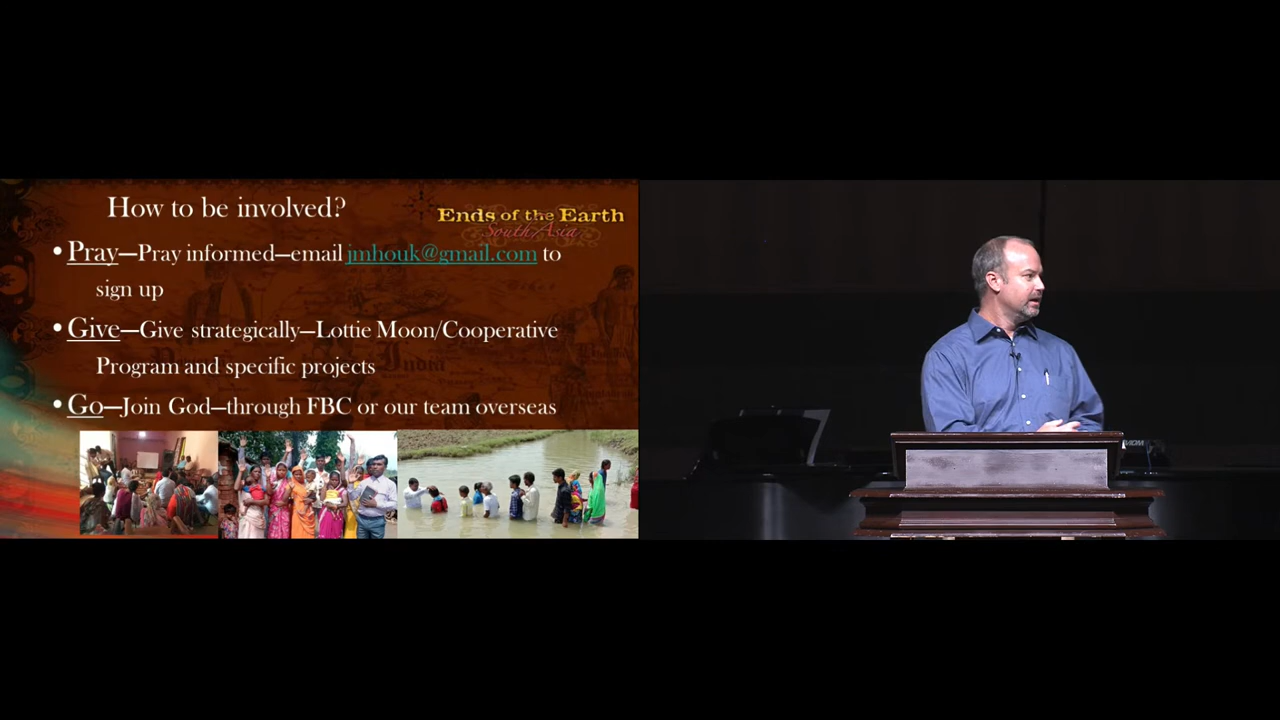 How to be involved?
Ends of the Earth
South Asia
• Pray—Pray informed—email jmhouk@gmail.com to
sign up
• Give—Give strategically—Lottie Moon/Cooperative
Program and specific projects
India
• Go—Join God—through FBC or our team overseas